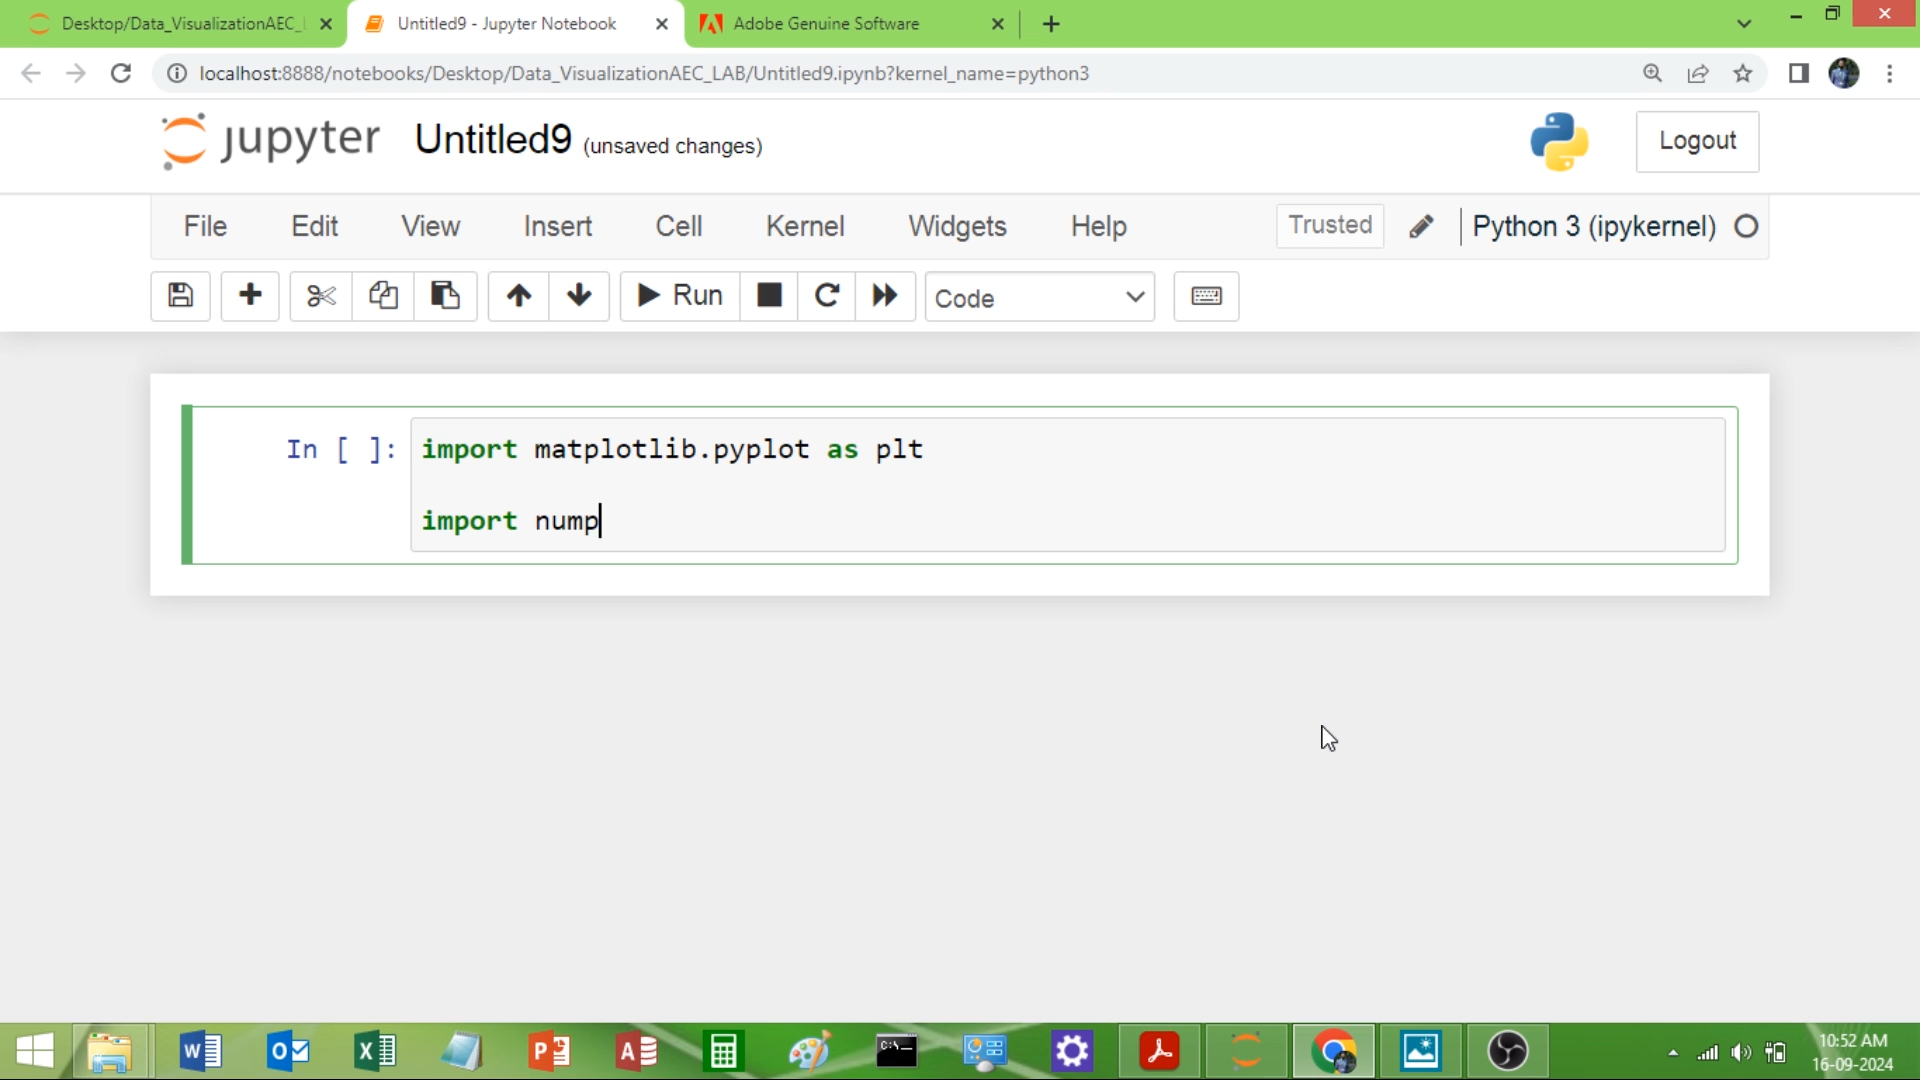 Desktop/Data_VisualizationAEC_L
Untitled9 - Jupyter Notebook
Adobe Genuine Software
localhost:8888/notebooks/Desktop/Data_VisualizationAEC_LAB/Untitled9.ipynb?kernel_name=python3
jupyter Untitled9 (unsaved changes)
Logout
File Edit View Insert Cell Kernel Widgets Help
Trusted
Python 3 (ipykernel)
Run
Code
In [ ]: import matplotlib.pyplot as plt
import nump
10:52 AM
16-09-2024